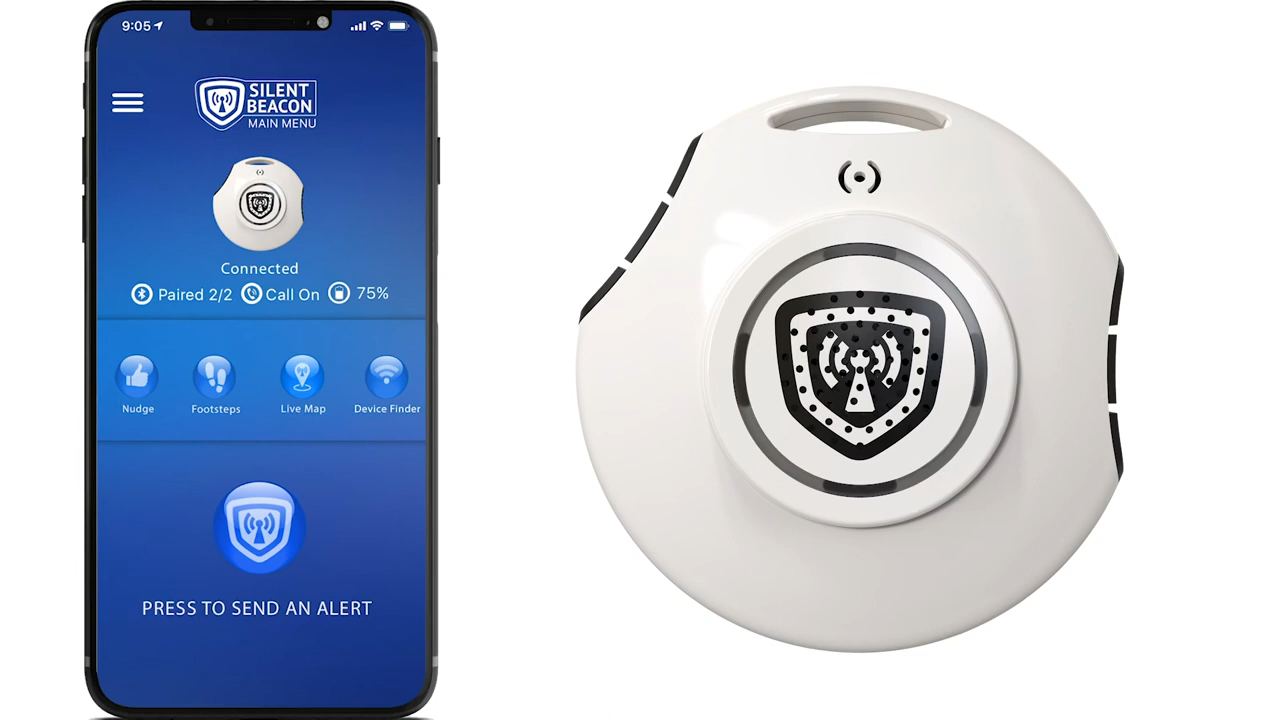 9:05
SILENT
BEACON
MAIN MENU
Connected
Paired 2/2 Call On 75%
Nudge Footsteps Live Map Device Finder
PRESS TO SEND AN ALERT